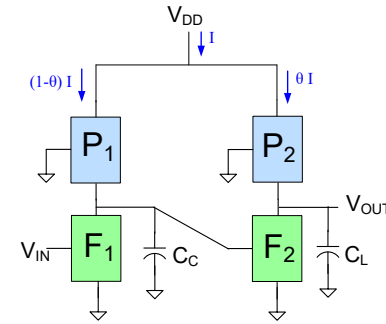 V_DD
I
(1-θ) I
θ I
P1
P2
V_IN
F1
C_C
F2
V_OUT
C_L